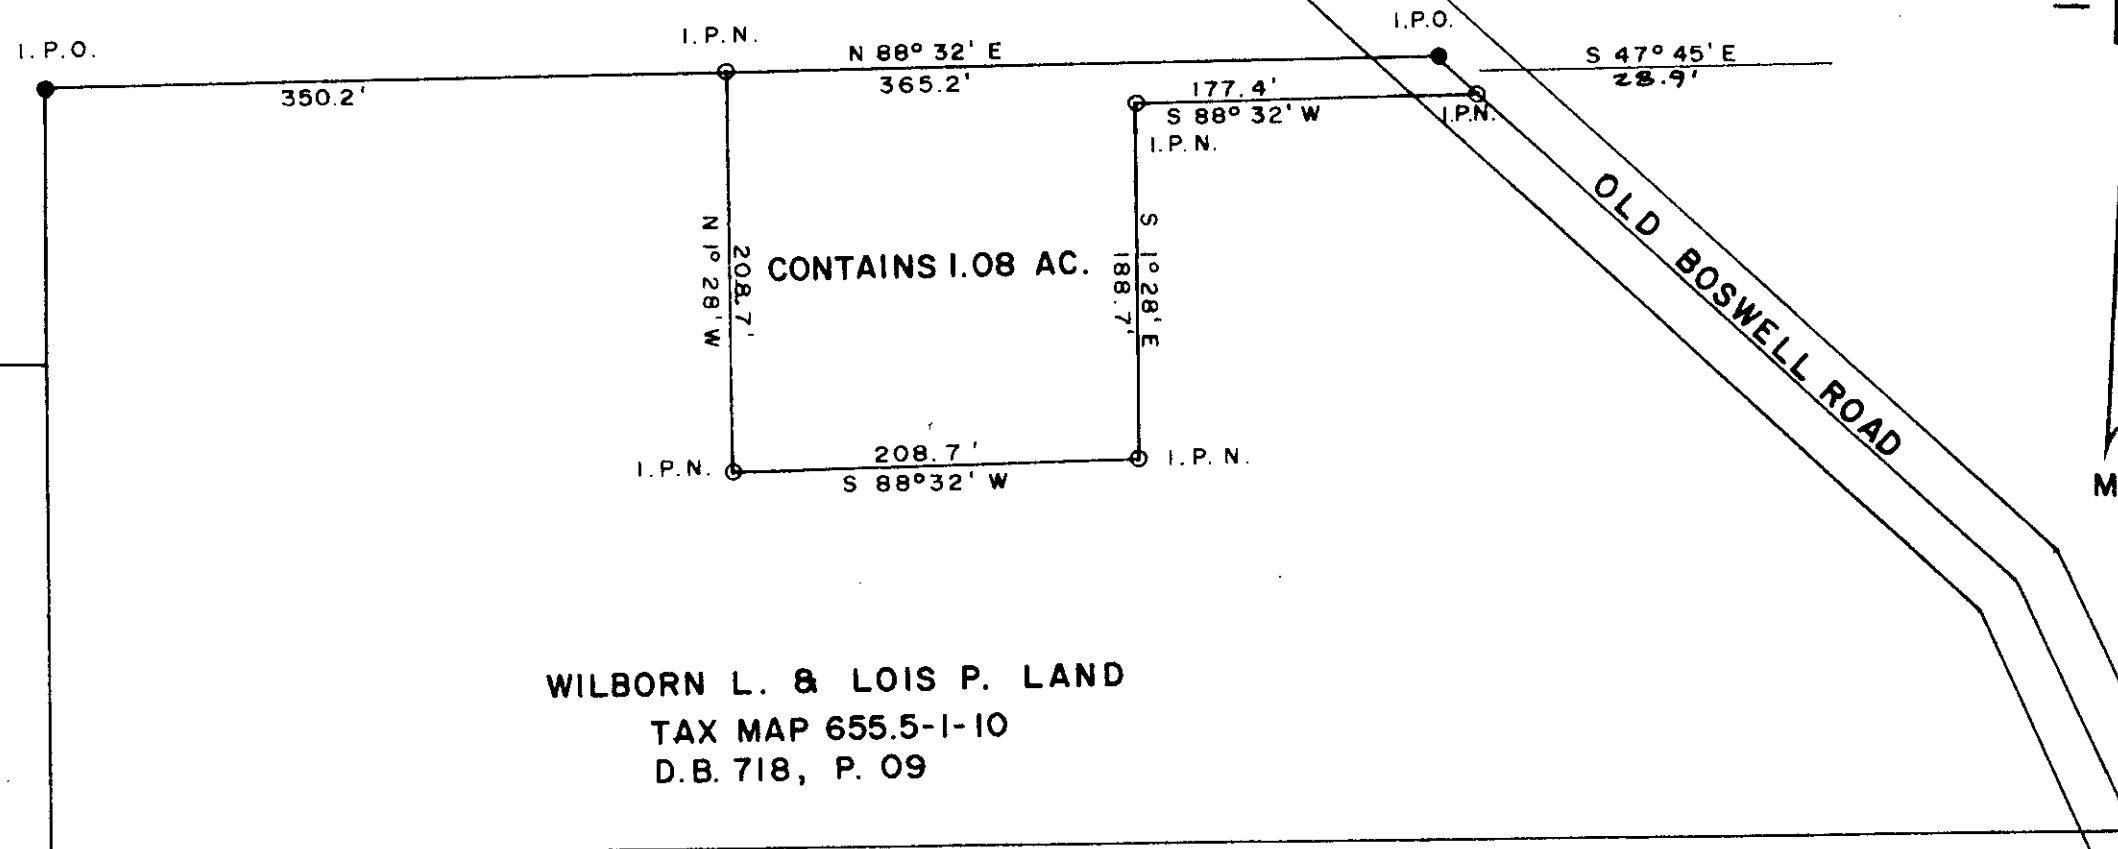 I.P.O.
I.P.N.
I.P.O.
N 88° 32' E
S 47° 45' E
350.2'
365.2'
28.9'
177.4'
S 88° 32' W
I.P.N.
I.P.N.
N 1° 28' W
208.7'
CONTAINS 1.08 AC.
188.7'
S 1° 28' E
OLD BOSWELL ROAD
208.7'
I.P.N.
I.P.N.
S 88° 32' W
M
WILBORN L. & LOIS P. LAND
TAX MAP 655.5-1-10
D.B. 718, P. 09